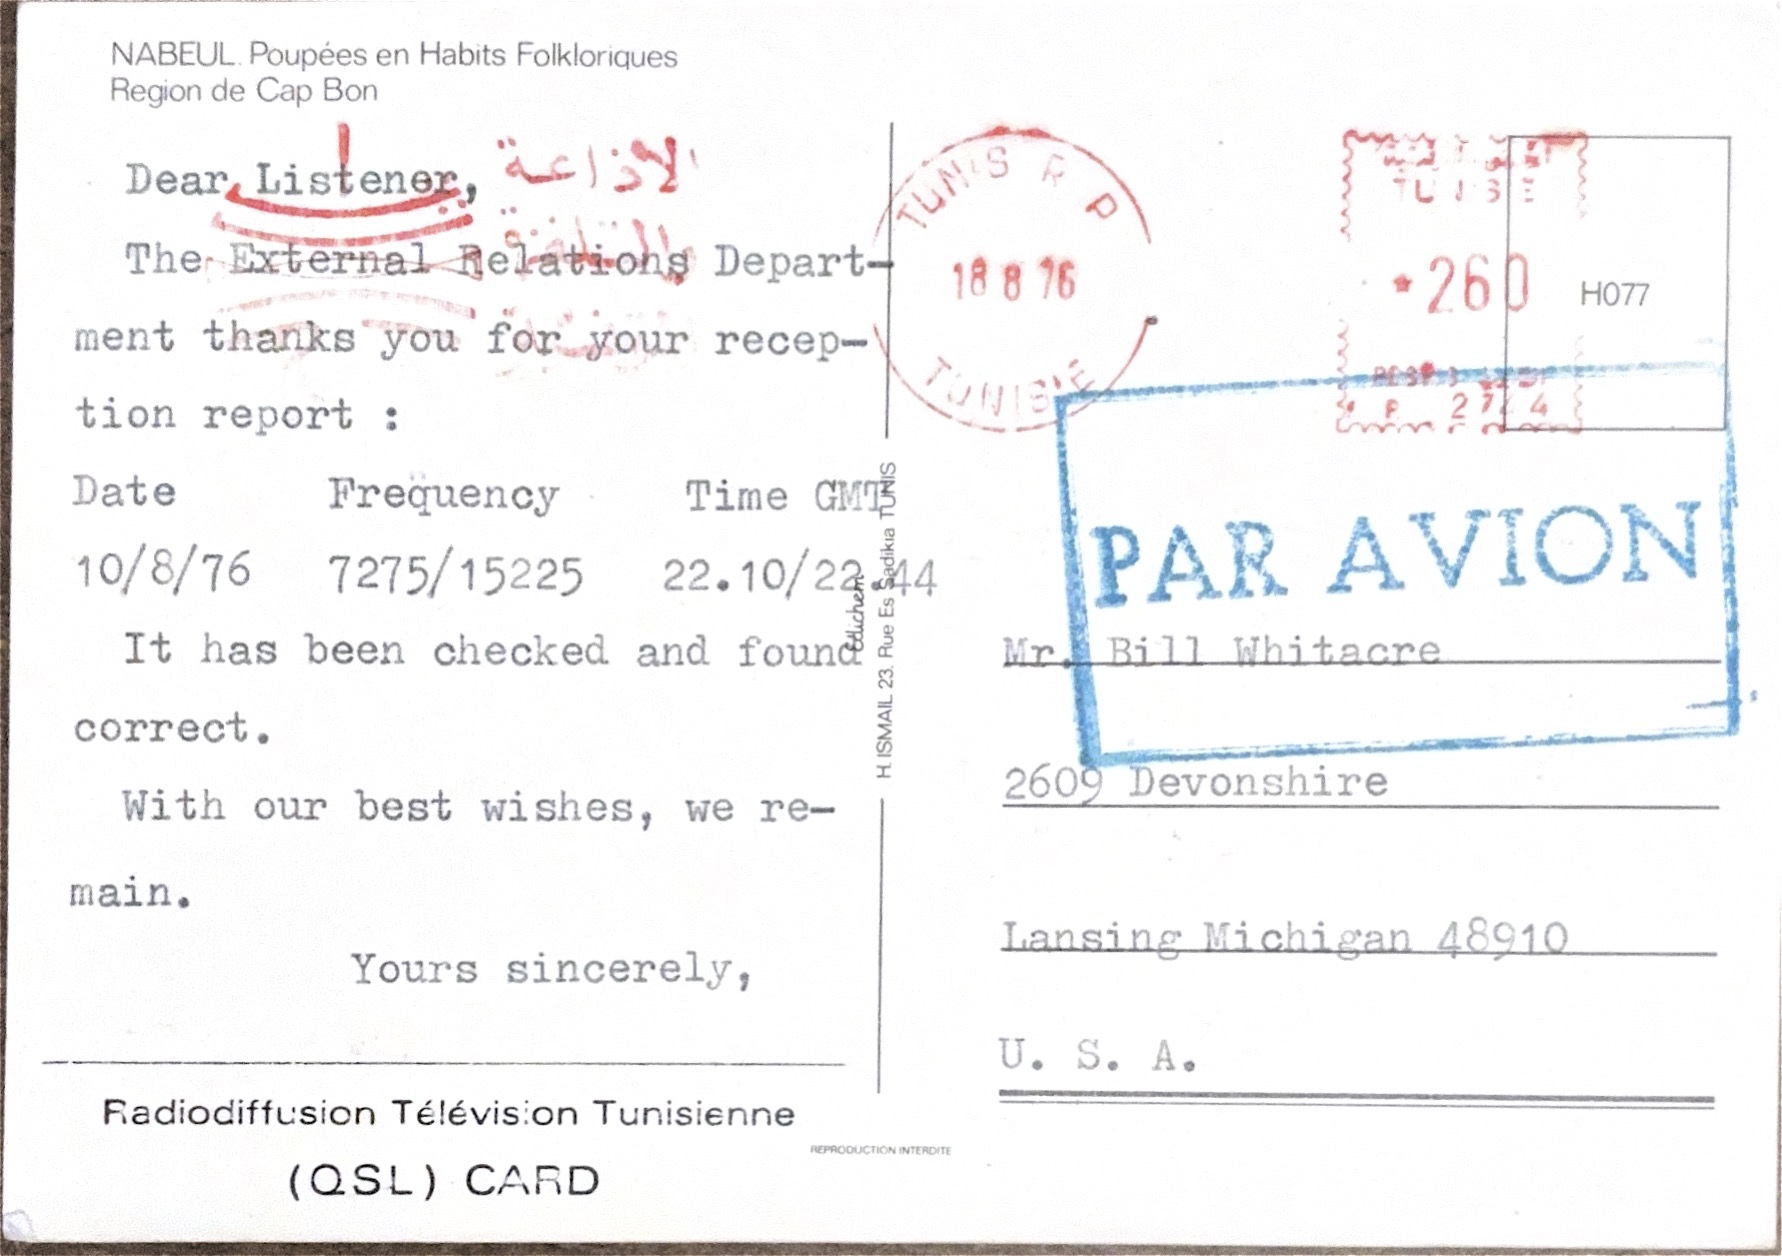 NABEUL. Poupées en Habits Folkloriques
Region de Cap Bon
Dear Listener,
The External Relations Depart-
ment thanks you for your recep-
tion report :
Date Frequency Time GMT
10/8/76 7275/15225 22.10/22.44
It has been checked and found
correct.
With our best wishes, we re-
main.
Yours sincerely,
Radiodiffusion Télévision Tunisienne
(QSL) CARD
الاذاعة
H. ISMAIL 23. Rue Es Sadikia TUNIS
REPRODUCTION INTERDITE
TUNIS R P
18 8 76
TUNISIE
TUNISIE
*260
H077
PAR AVION
Mr. Bill Whitacre
2609 Devonshire
Lansing Michigan 48910
U. S. A.